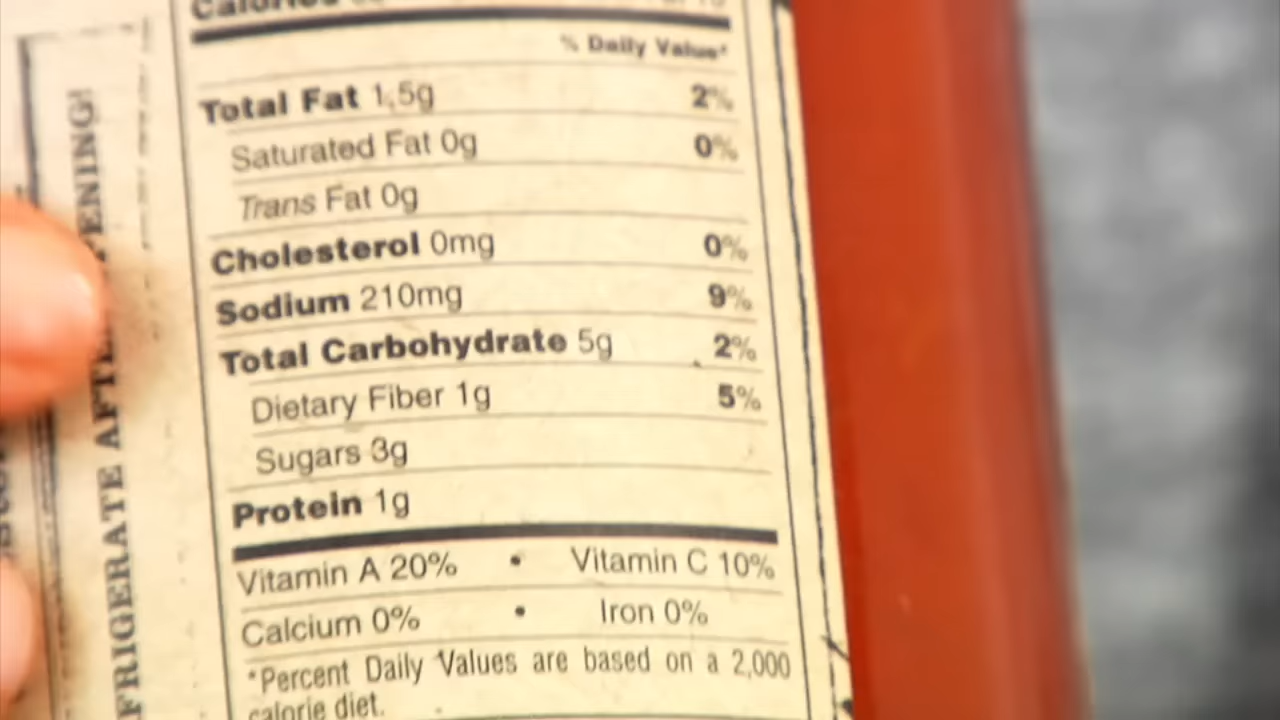 Calories
% Daily Value*
Total Fat 1.5g 2%
Saturated Fat 0g 0%
Trans Fat 0g
Cholesterol 0mg 0%
Sodium 210mg 9%
Total Carbohydrate 5g 2%
Dietary Fiber 1g 5%
Sugars 3g
Protein 1g
Vitamin A 20% • Vitamin C 10%
Calcium 0% • Iron 0%
*Percent Daily Values are based on a 2,000
calorie diet.
FRIGERATE AFTE PENING!